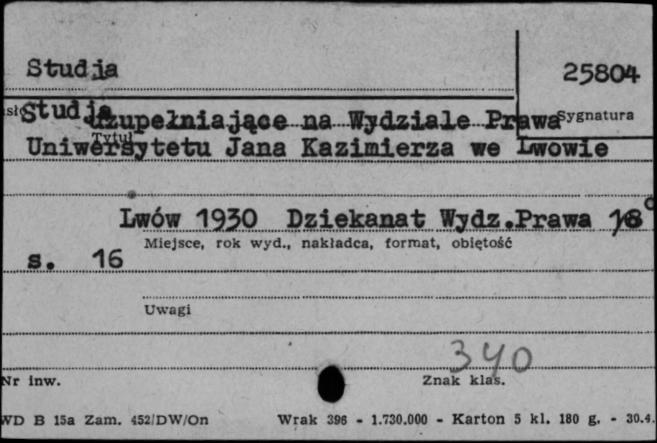 Studja
25804
Sygnatura
Studja uzupełniające na Wydziale Prawa
Tytuł
Uniwersytetu Jana Kazimierza we Lwowie
Lwów 1930 Dziekanat Wydz.Prawa
Miejsce, rok wyd., nakładca, format, obiętość
s. 16
Uwagi
340
Nr inw.
Znak klas.
WD B 15a Zam. 452/DW/On Wrak 396 - 1.730.000 - Karton 5 kl. 180 g. - 30.4.